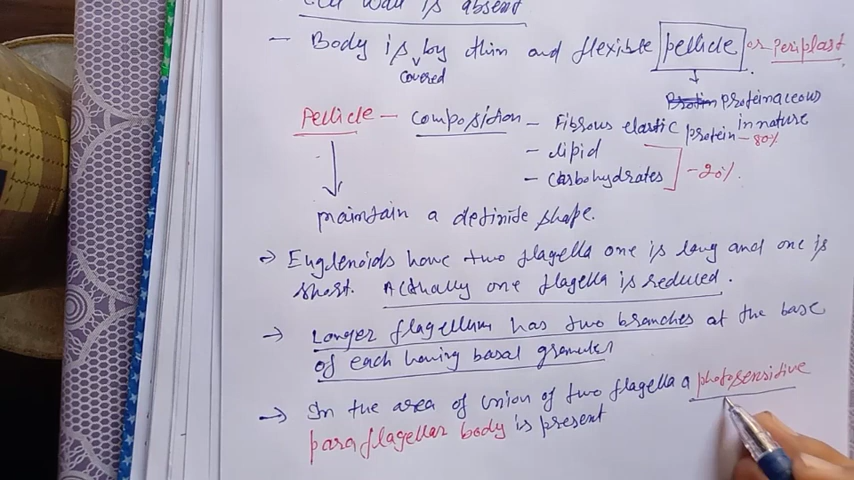 Cell wall is absent
- Body is by thin and flexible pellicle or periplast.
covered
proteinaceous
in nature
Pellicle - Composition - Fibrous elastic protein - 80%
- lipid
- Carbohydrates - 20%.
maintain a definite shape.
→ Euglenoids have two flagella one is long and one is
short. Actually one flagella is reduced.
→ Longer flagellum has two branches at the base
of each having basal granules
→ In the area of union of two flagella a photosensitive
paraflagellar body is present